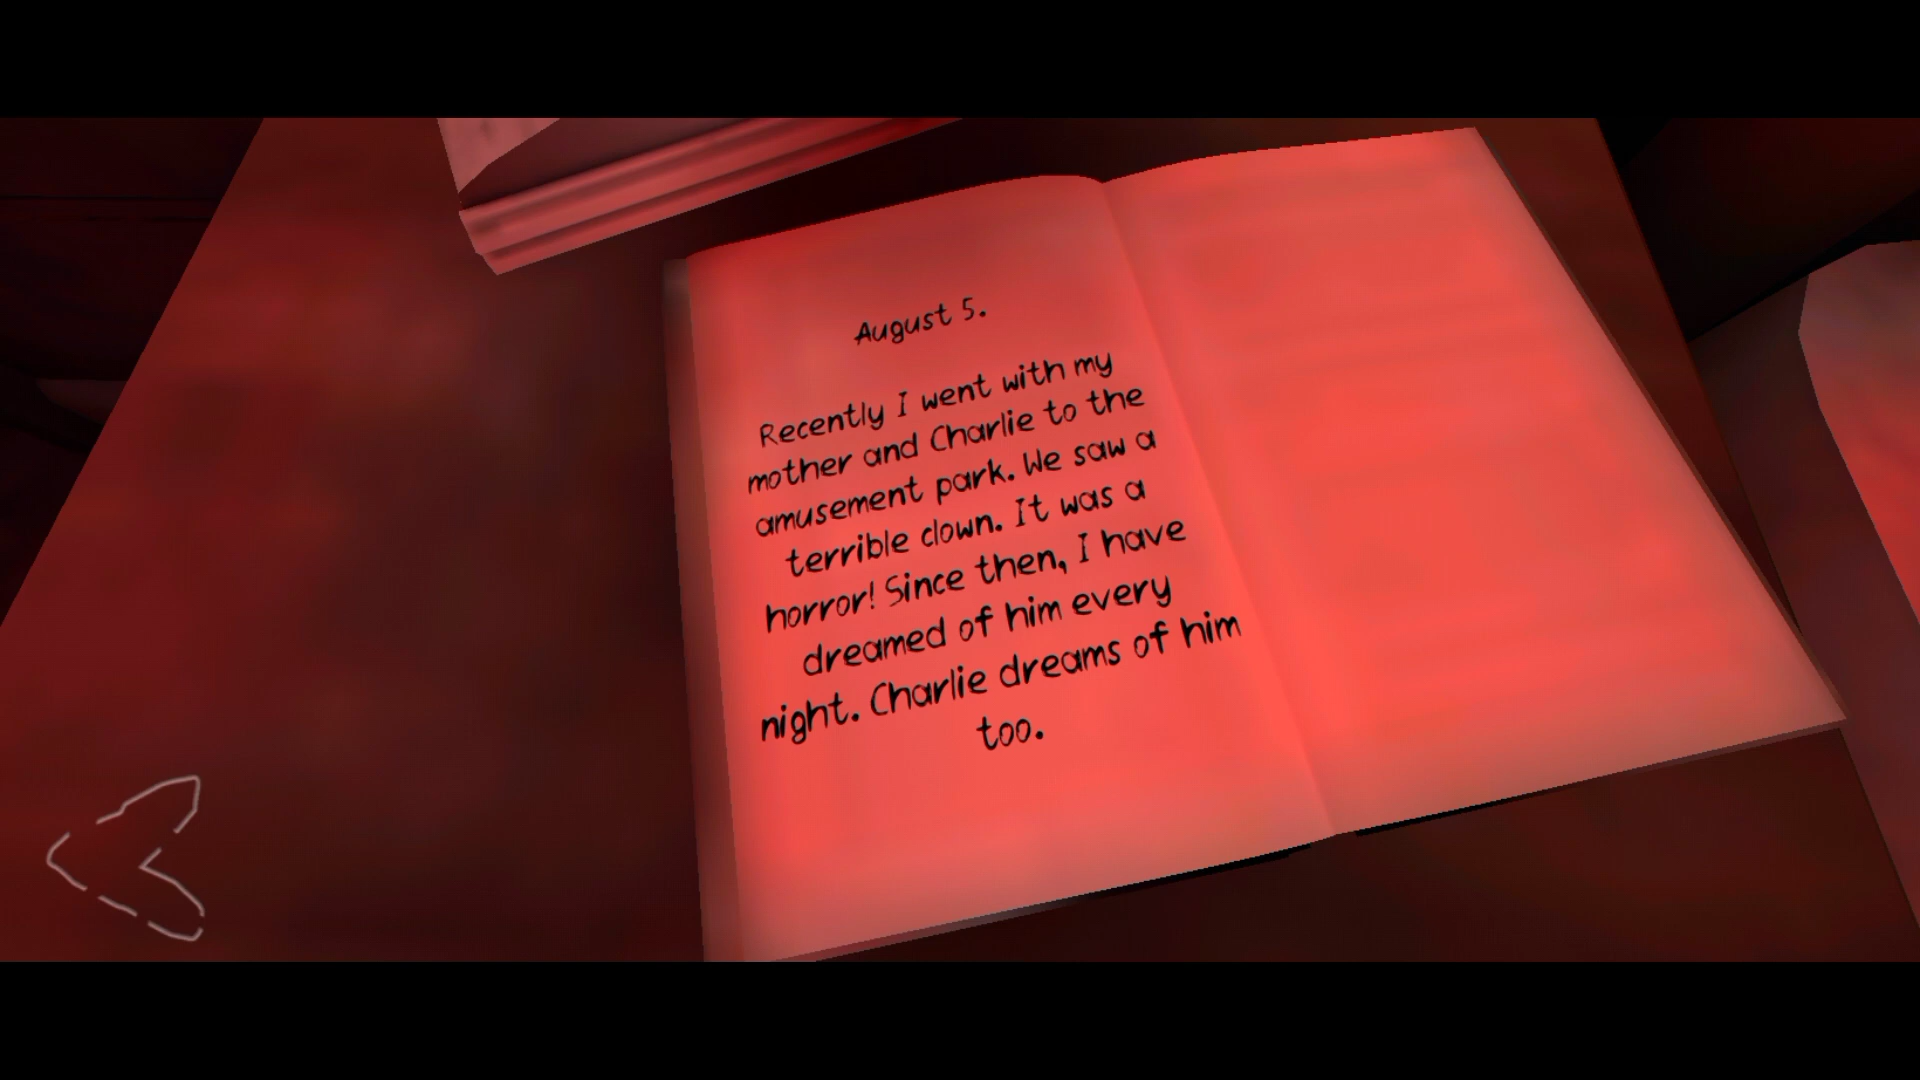 August 5.
Recently I went with my
mother and Charlie to the
amusement park. We saw a
terrible clown. It was a
horror! Since then, I have
dreamed of him every
night. Charlie dreams of him
too.